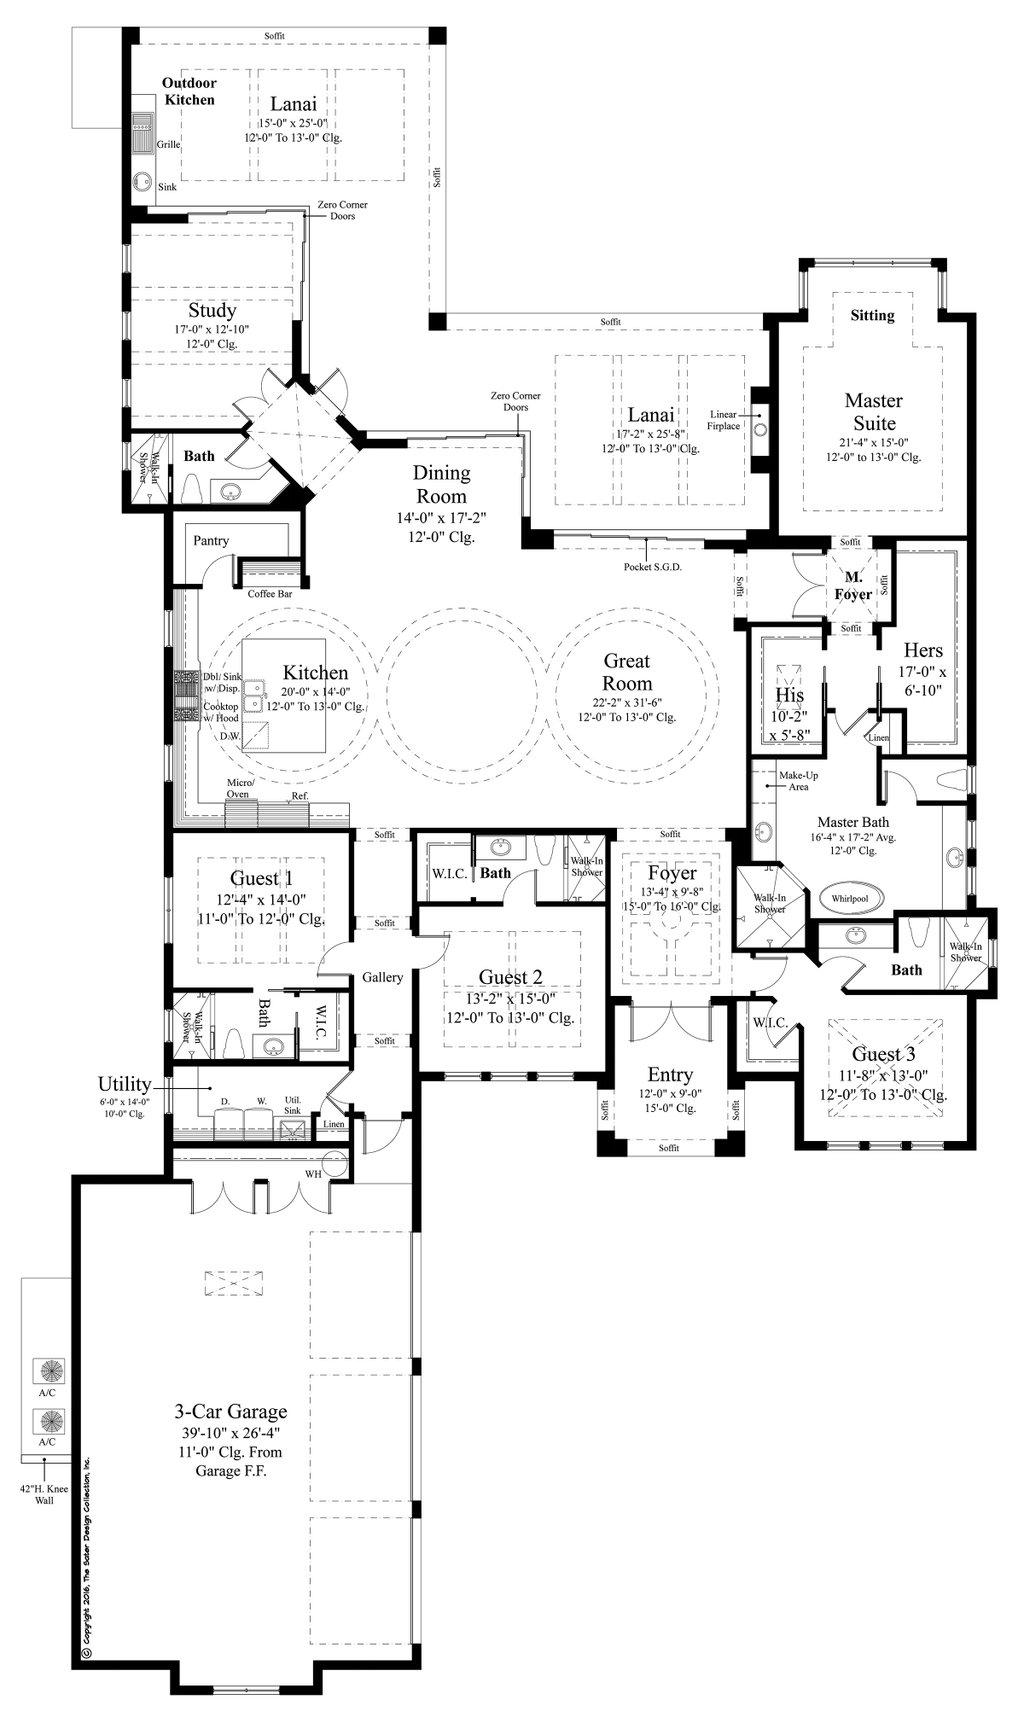 Soffit
Outdoor
Kitchen
Lanai
15'-0" x 25'-0"
12'-0" To 13'-0" Clg.
Grille
Sink
Soffit
Zero Corner
Doors
Study
17'-0" x 12'-10"
12'-0" Clg.
Soffit
Sitting
Master
Suite
21'-4" x 15'-0"
12'-0" to 13'-0" Clg.
Zero Corner
Doors
Lanai
17'-2" x 25'-8"
12'-0" To 13'-0" Clg.
Linear
Firplace
Walk-In
Shower
Bath
Dining
Room
14'-0" x 17'-2"
12'-0" Clg.
Pantry
Coffee Bar
Pocket S.G.D.
Soffit
Soffit
M.
Foyer
Soffit
Soffit
Kitchen
20'-0" x 14'-0"
12'-0" To 13'-0" Clg.
Dbl/ Sink
w/ Disp.
Cooktop
w/ Hood
D.W.
Micro/
Oven
Ref.
Great
Room
22'-2" x 31'-6"
12'-0" To 13'-0" Clg.
Hers
17'-0" x
6'-10"
His
10'-2"
x 5'-8"
Linen
Make-Up
Area
Master Bath
16'-4" x 17'-2" Avg.
12'-0" Clg.
Whirlpool
Walk-In
Shower
Soffit
Soffit
Guest 1
12'-4" x 14'-0"
11'-0" To 12'-0" Clg.
W.I.C.
Bath
Walk-In
Shower
Foyer
13'-4" x 9'-8"
15'-0" To 16'-0" Clg.
Soffit
Gallery
Guest 2
13'-2" x 15'-0"
12'-0" To 13'-0" Clg.
Bath
Walk-In
Shower
Walk-In
Shower
Bath
W.I.C.
Soffit
W.I.C.
Guest 3
11'-8" x 13'-0"
12'-0" To 13'-0" Clg.
Utility
6'-0" x 14'-0"
10'-0" Clg.
D.
W.
Util.
Sink
Linen
Entry
12'-0" x 9'-0"
15'-0" Clg.
Soffit
Soffit
Soffit
WH
3-Car Garage
39'-10" x 26'-4"
11'-0" Clg. From
Garage F.F.
A/C
A/C
42"H. Knee
Wall
© Copyright 2016, The Sater Design Collection, Inc.